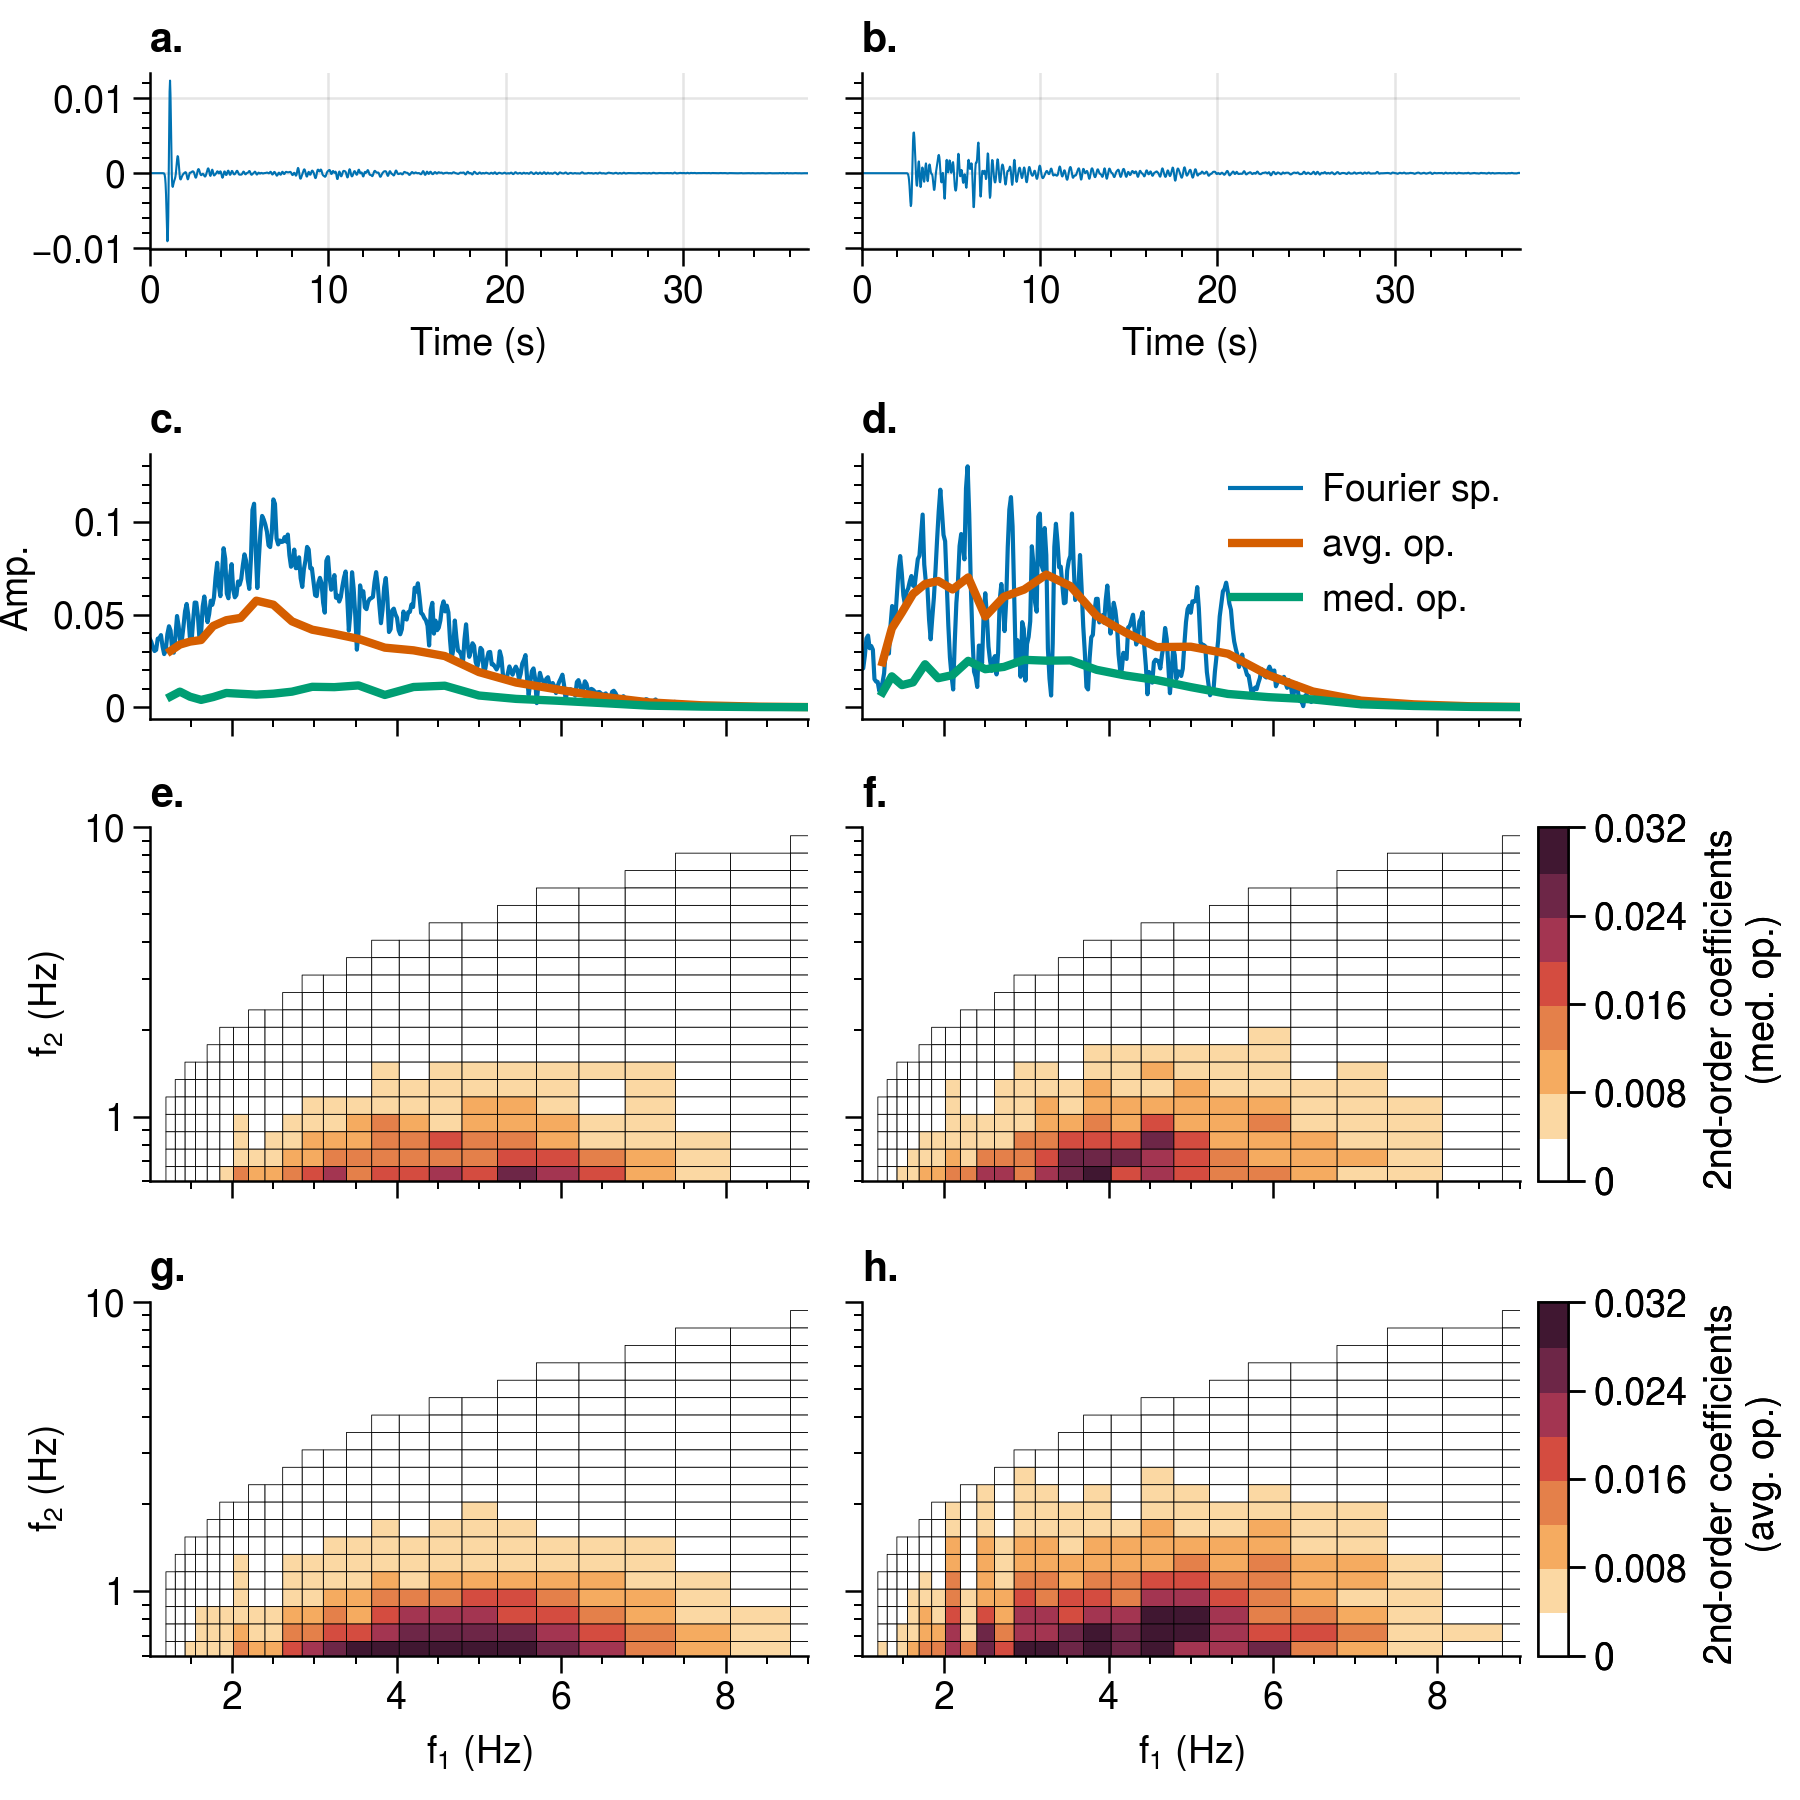 a.
b.
0.01
0
−0.01
0
10
20
30
0
10
20
30
Time (s)
Time (s)
c.
d.
Amp.
0.1
0.05
0
Fourier sp.
avg. op.
med. op.
e.
f.
f₂ (Hz)
10
1
0.032
0.024
0.016
0.008
0
2nd-order coefficients
(med. op.)
g.
h.
f₂ (Hz)
10
1
0.032
0.024
0.016
0.008
0
2nd-order coefficients
(avg. op.)
2
4
6
8
2
4
6
8
f₁ (Hz)
f₁ (Hz)